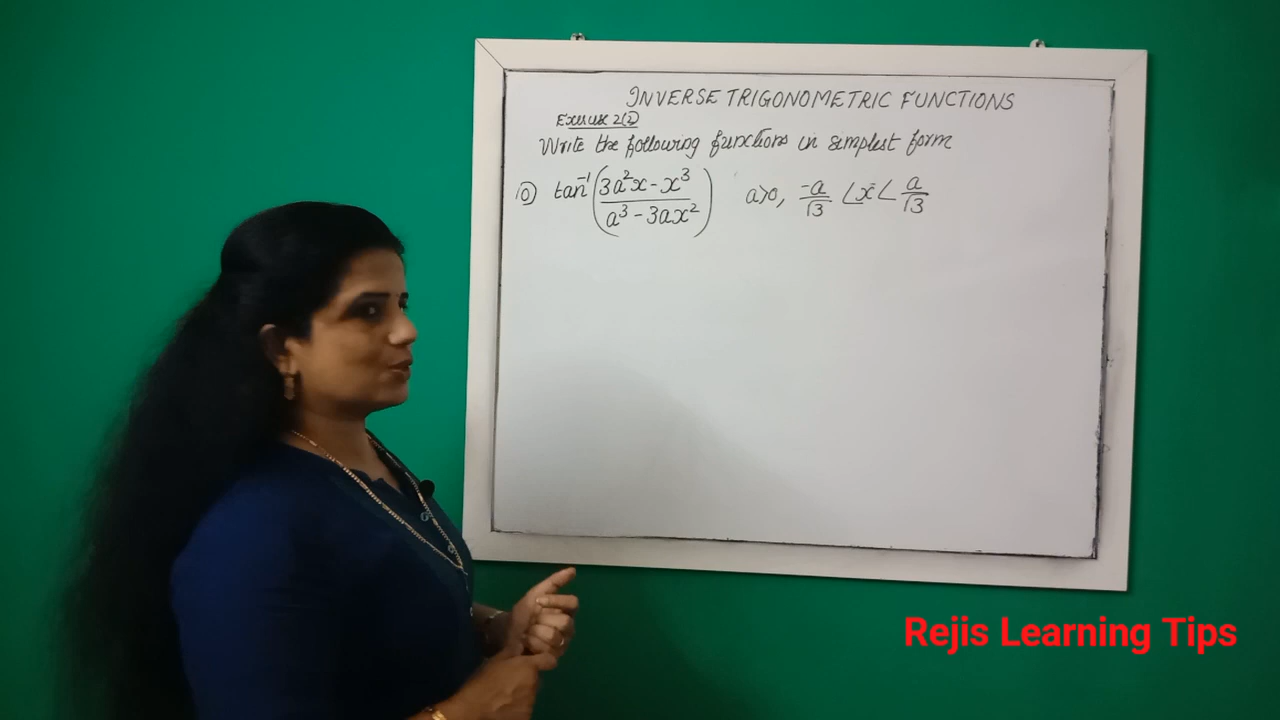 INVERSE TRIGONOMETRIC FUNCTIONS
Exercise 2(2)
Write the following functions in simplest form
10) tan⁻¹((3a²x - x³)/(a³ - 3ax²)) a>0, -a/√3 < x < a/√3
Rejis Learning Tips